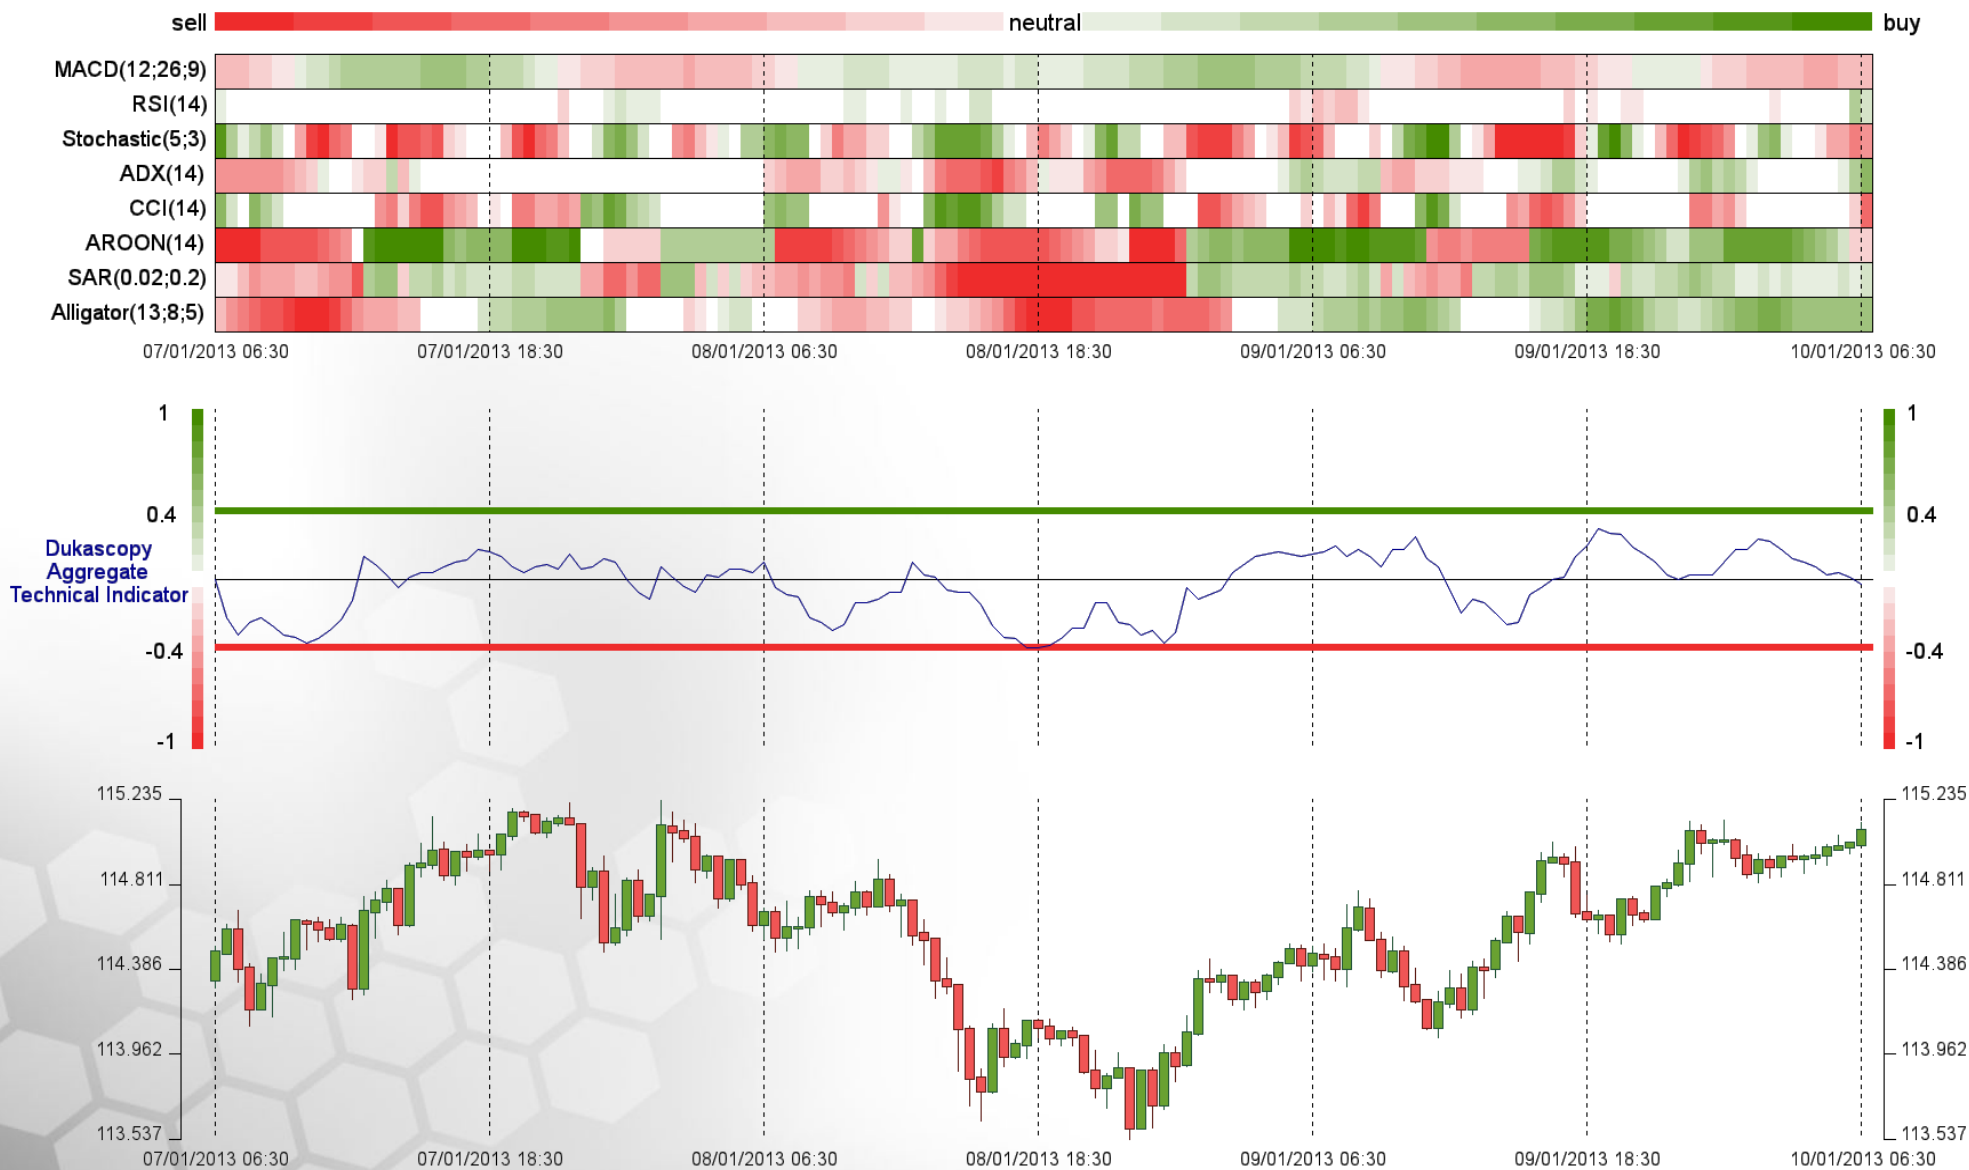 sell neutral buy
MACD(12;26;9)
RSI(14)
Stochastic(5;3)
ADX(14)
CCI(14)
AROON(14)
SAR(0.02;0.2)
Alligator(13;8;5)
07/01/2013 06:30 07/01/2013 18:30 08/01/2013 06:30 08/01/2013 18:30 09/01/2013 06:30 09/01/2013 18:30 10/01/2013 06:30
1 1
0.4 0.4
Dukascopy
Aggregate
Technical Indicator
-0.4 -0.4
-1 -1
115.235 115.235
114.811 114.811
114.386 114.386
113.962 113.962
113.537 113.537
07/01/2013 06:30 07/01/2013 18:30 08/01/2013 06:30 08/01/2013 18:30 09/01/2013 06:30 09/01/2013 18:30 10/01/2013 06:30